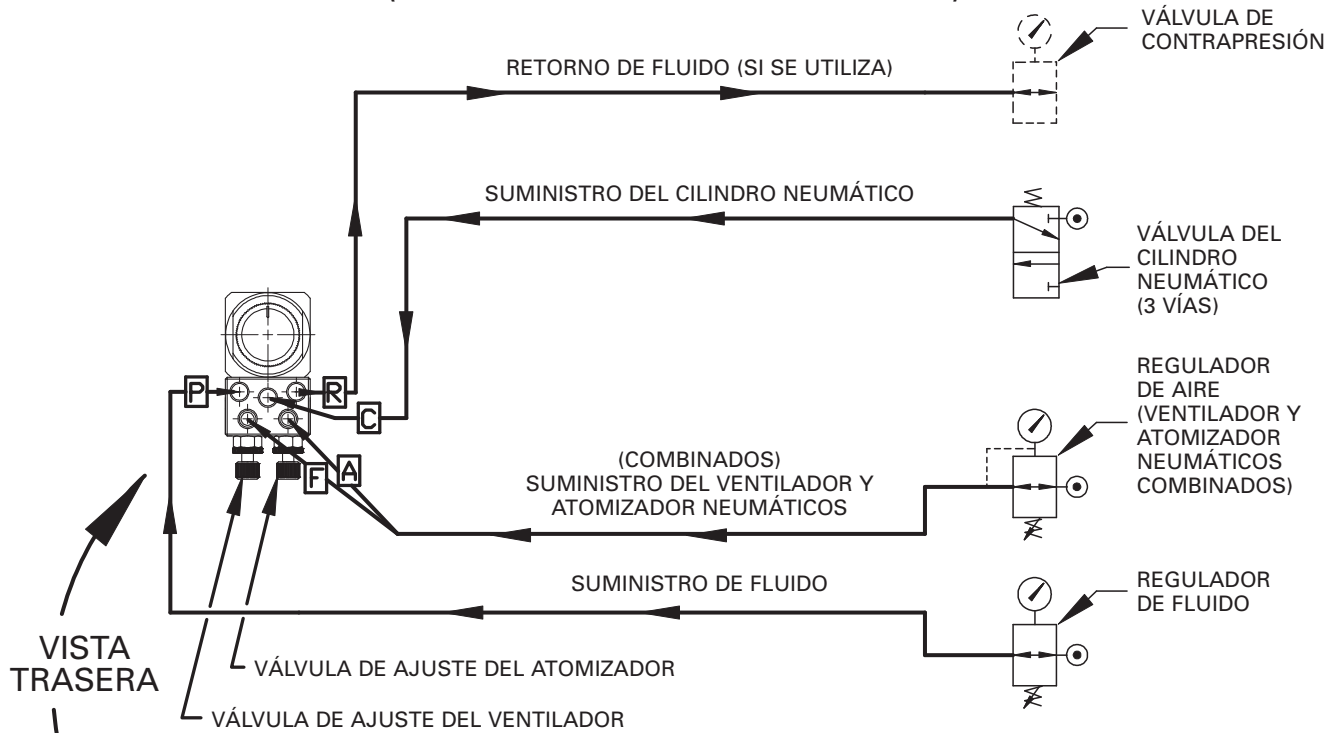 VÁLVULA DE
CONTRAPRESIÓN
RETORNO DE FLUIDO (SI SE UTILIZA)
SUMINISTRO DEL CILINDRO NEUMÁTICO
VÁLVULA DEL
CILINDRO
NEUMÁTICO
(3 VÍAS)
P
R
C
F
A
REGULADOR
DE AIRE
(VENTILADOR Y
ATOMIZADOR
NEUMÁTICOS
COMBINADOS)
(COMBINADOS)
SUMINISTRO DEL VENTILADOR Y
ATOMIZADOR NEUMÁTICOS
SUMINISTRO DE FLUIDO
REGULADOR
DE FLUIDO
VISTA
TRASERA
VÁLVULA DE AJUSTE DEL ATOMIZADOR
VÁLVULA DE AJUSTE DEL VENTILADOR